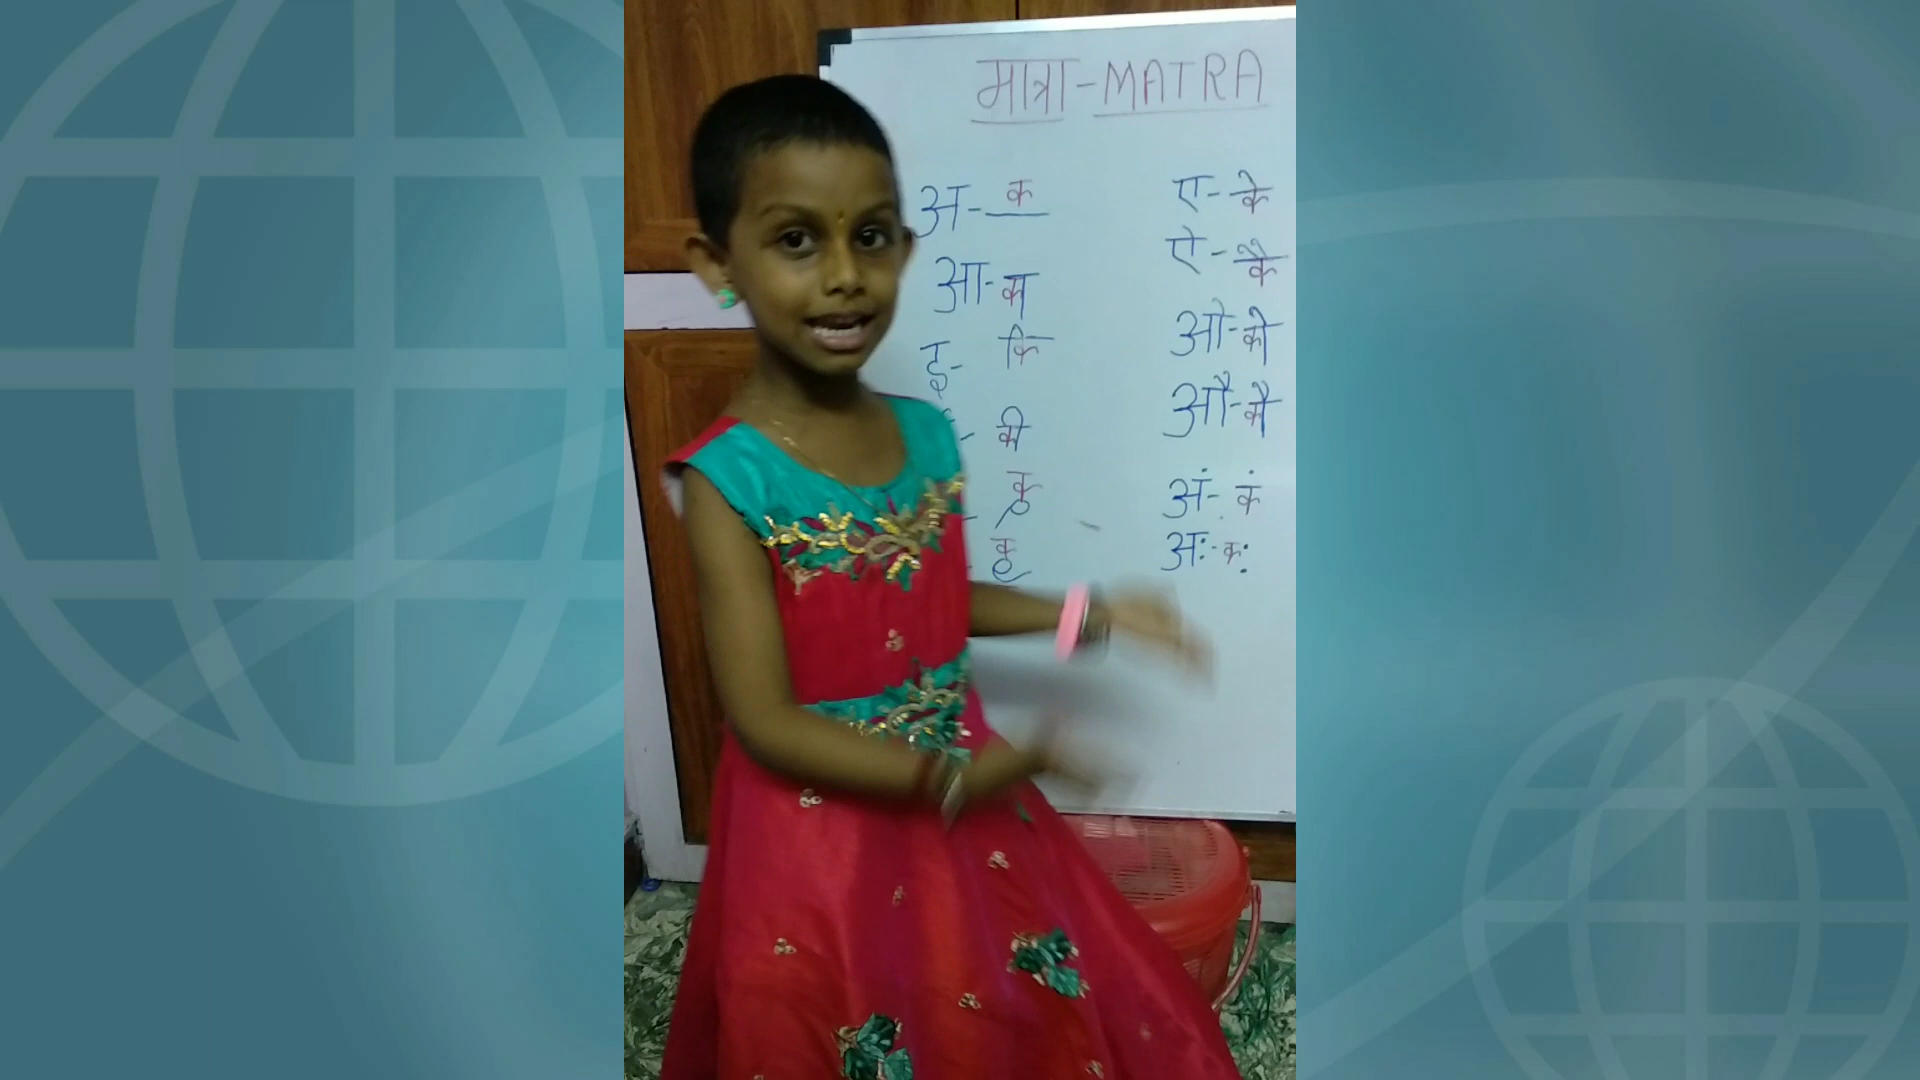 मात्रा - MATRA
अ - क
आ - का
इ - कि
- की
- कु
- कू
ए - के
ऐ - कै
ओ - को
औ - कौ
अं - कं
अः - कः